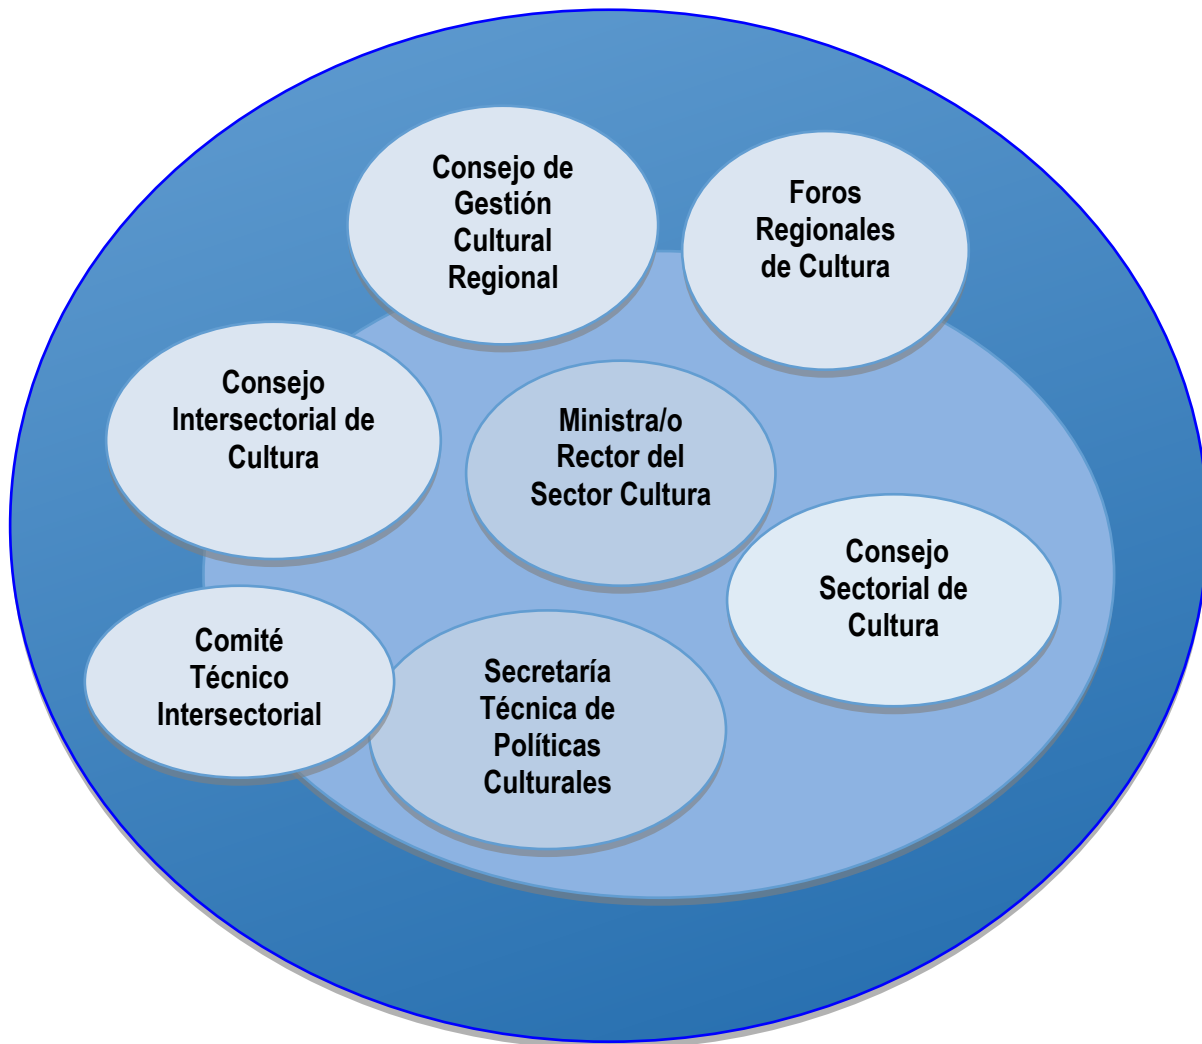 Consejo de
Gestión
Cultural
Regional
Foros
Regionales
de Cultura
Consejo
Intersectorial de
Cultura
Ministra/o
Rector del
Sector Cultura
Consejo
Sectorial de
Cultura
Comité
Técnico
Intersectorial
Secretaría
Técnica de
Políticas
Culturales